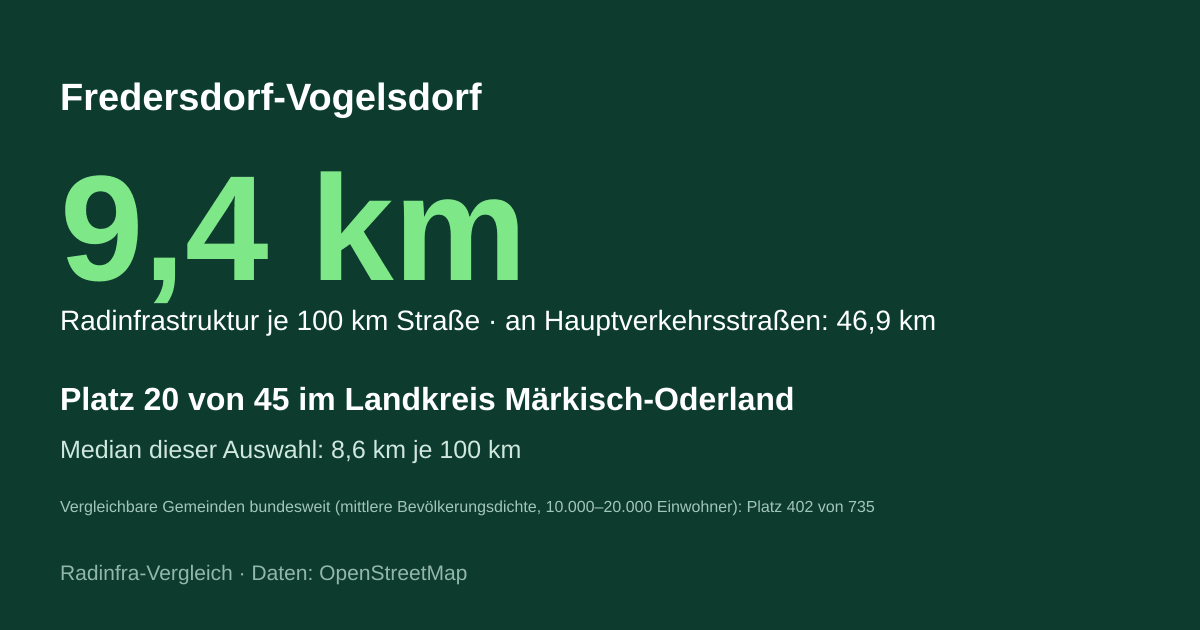 Fredersdorf-Vogelsdorf
9,4 km
Radinfrastruktur je 100 km Straße · an Hauptverkehrsstraßen: 46,9 km
Platz 20 von 45 im Landkreis Märkisch-Oderland
Median dieser Auswahl: 8,6 km je 100 km
Vergleichbare Gemeinden bundesweit (mittlere Bevölkerungsdichte, 10.000–20.000 Einwohner): Platz 402 von 735
Radinfra-Vergleich · Daten: OpenStreetMap